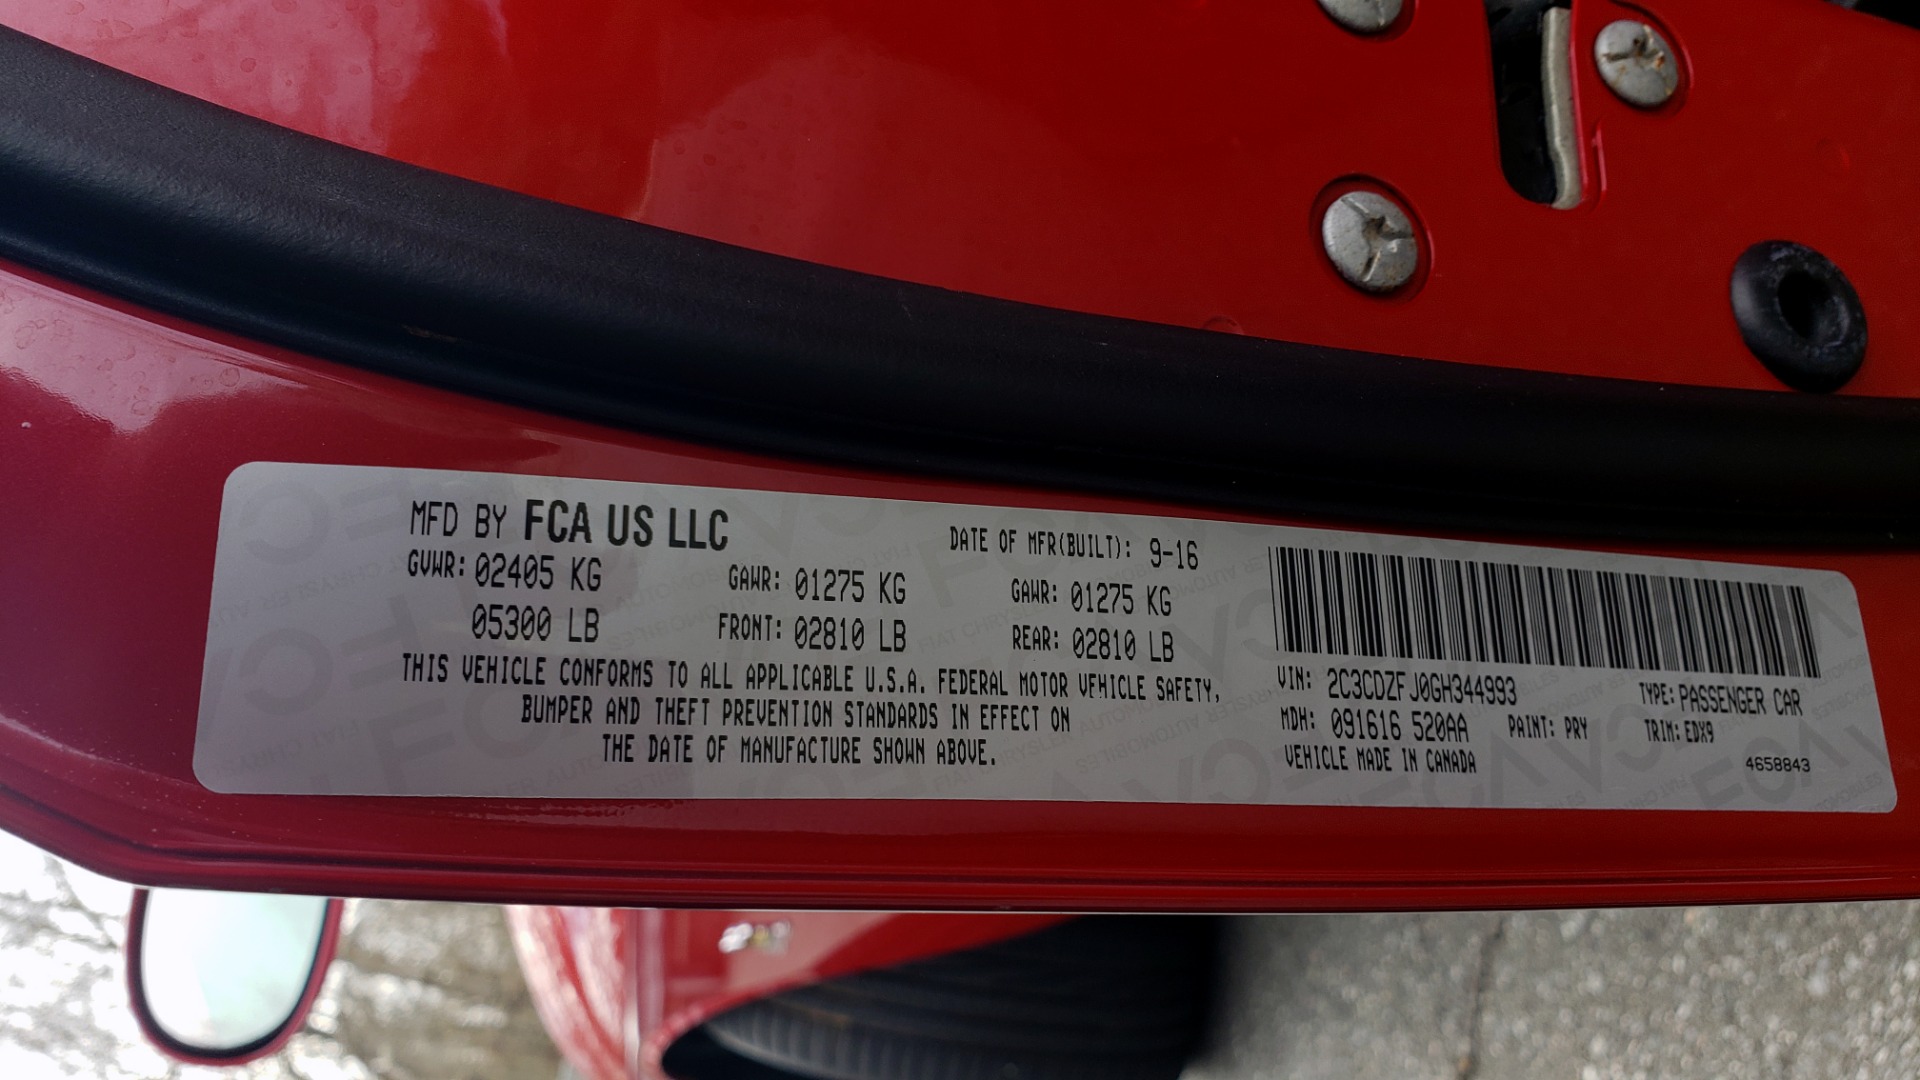 MFD BY FCA US LLC DATE OF MFR(BUILT): 9-16
GVWR: 02405 KG GAWR: 01275 KG GAWR: 01275 KG
05300 LB FRONT: 02810 LB REAR: 02810 LB
THIS VEHICLE CONFORMS TO ALL APPLICABLE U.S.A. FEDERAL MOTOR VEHICLE SAFETY,
BUMPER AND THEFT PREVENTION STANDARDS IN EFFECT ON
THE DATE OF MANUFACTURE SHOWN ABOVE.
VIN: 2C3CDZFJ0GH344993 TYPE: PASSENGER CAR
MDH: 091616 520AA PAINT: PRY TRIM: EDX9
VEHICLE MADE IN CANADA 4658843